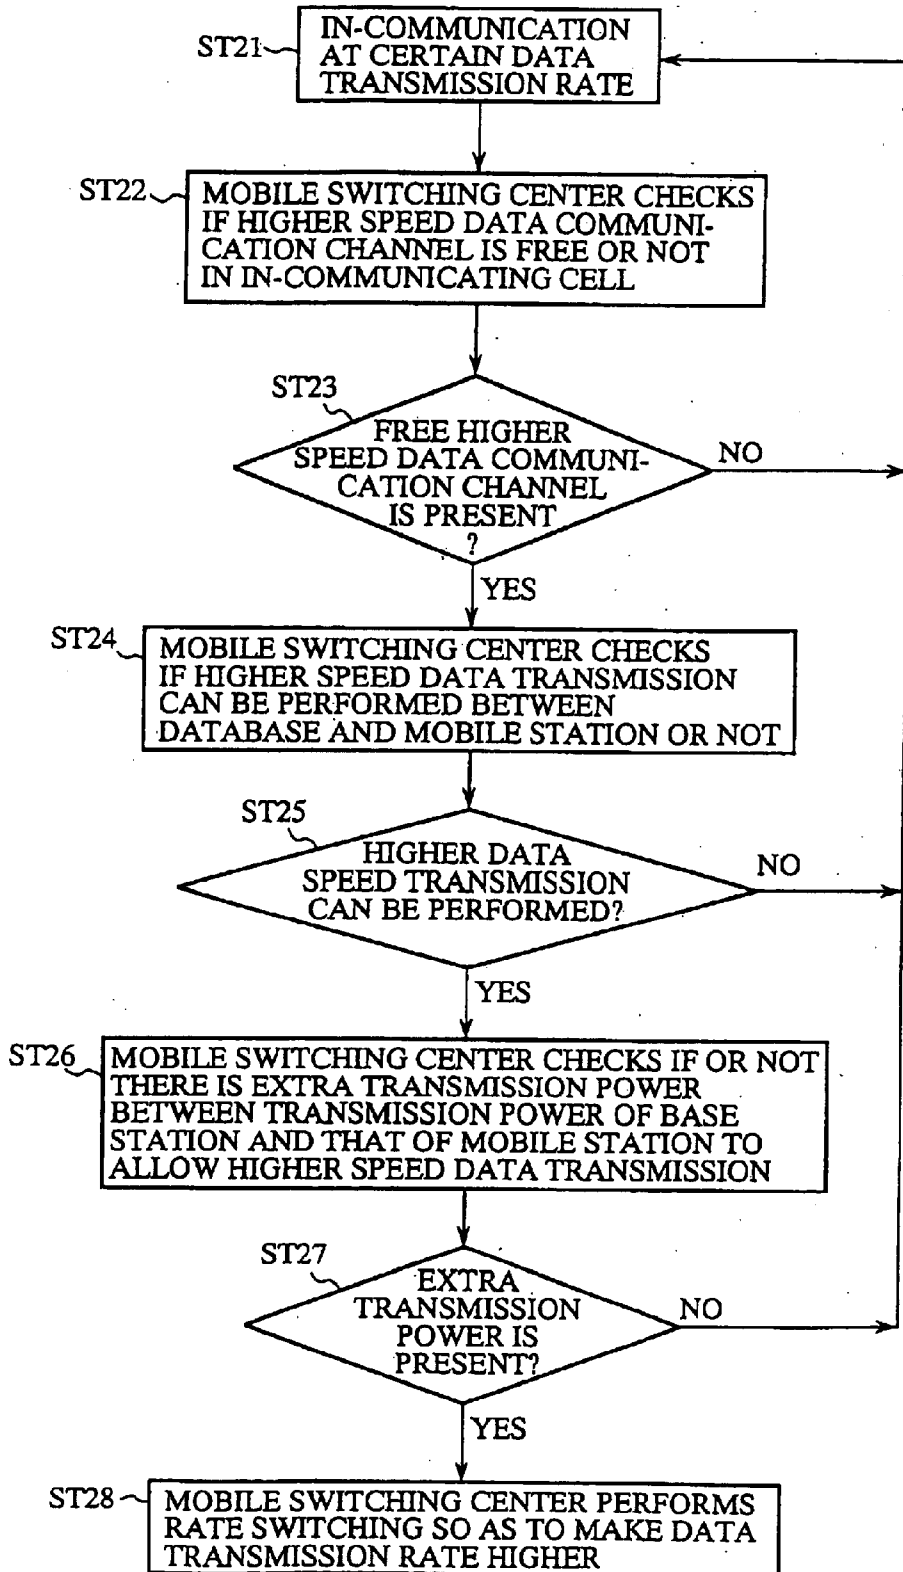 ST21
IN-COMMUNICATION
AT CERTAIN DATA
TRANSMISSION RATE
ST22
MOBILE SWITCHING CENTER CHECKS
IF HIGHER SPEED DATA COMMUNI-
CATION CHANNEL IS FREE OR NOT
IN IN-COMMUNICATING CELL
ST23
FREE HIGHER
SPEED DATA COMMUNI-
CATION CHANNEL
IS PRESENT
?
NO
YES
ST24
MOBILE SWITCHING CENTER CHECKS
IF HIGHER SPEED DATA TRANSMISSION
CAN BE PERFORMED BETWEEN
DATABASE AND MOBILE STATION OR NOT
ST25
HIGHER DATA
SPEED TRANSMISSION
CAN BE PERFORMED?
NO
YES
ST26
MOBILE SWITCHING CENTER CHECKS IF OR NOT
THERE IS EXTRA TRANSMISSION POWER
BETWEEN TRANSMISSION POWER OF BASE
STATION AND THAT OF MOBILE STATION TO
ALLOW HIGHER SPEED DATA TRANSMISSION
ST27
EXTRA
TRANSMISSION
POWER IS
PRESENT?
NO
YES
ST28
MOBILE SWITCHING CENTER PERFORMS
RATE SWITCHING SO AS TO MAKE DATA
TRANSMISSION RATE HIGHER